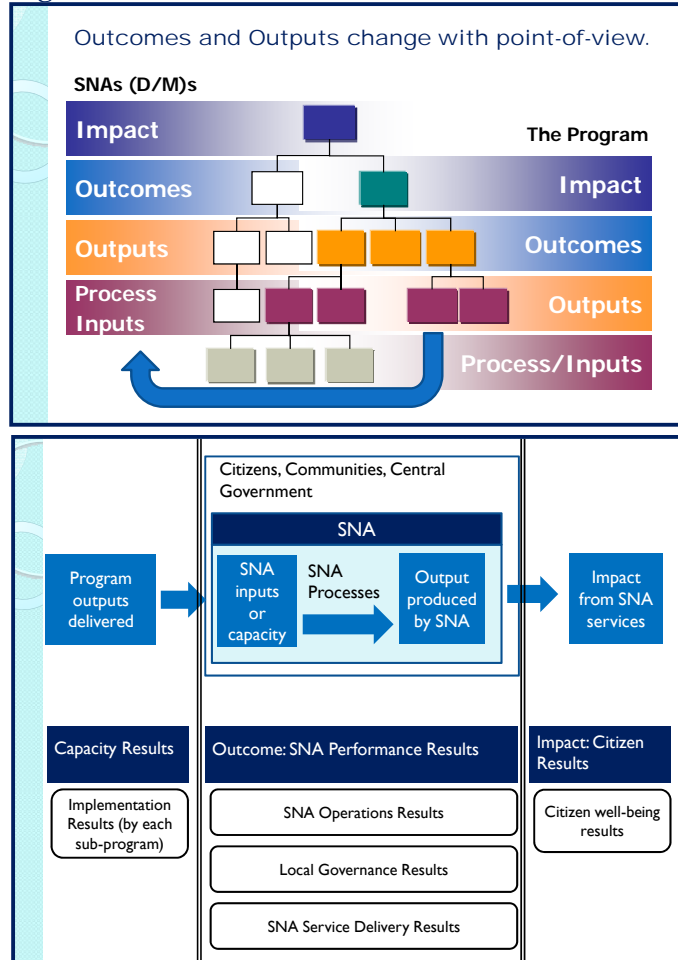 Outcomes and Outputs change with point-of-view.
SNAs (D/M)s
The Program
Impact
Outcomes
Impact
Outputs
Outcomes
Process
Inputs
Outputs
Process/Inputs
Citizens, Communities, Central
Government
SNA
Program
outputs
delivered
SNA
inputs
or
capacity
SNA
Processes
Output
produced
by SNA
Impact
from SNA
services
Capacity Results
Outcome: SNA Performance Results
Impact: Citizen
Results
Implementation
Results (by each
sub-program)
SNA Operations Results
Citizen well-being
results
Local Governance Results
SNA Service Delivery Results